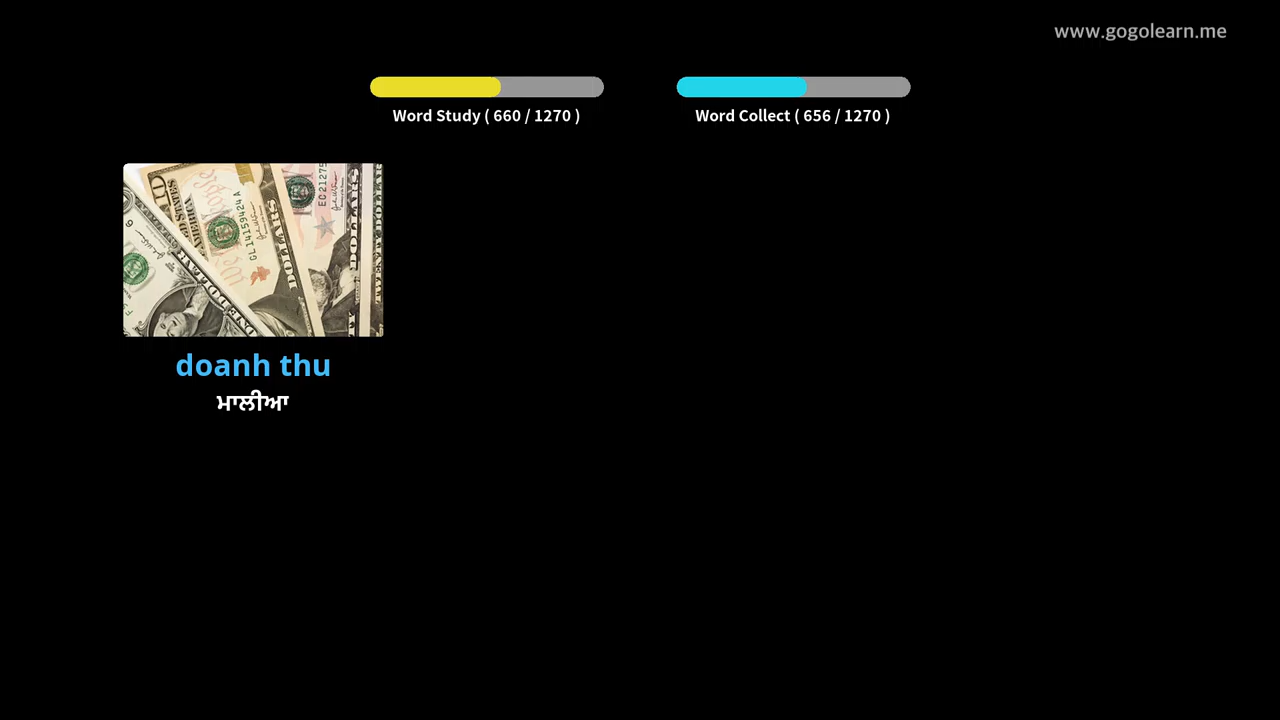 www.gogolearn.me
Word Study ( 660 / 1270 )
Word Collect ( 656 / 1270 )
doanh thu
ਮਾਲੀਆ